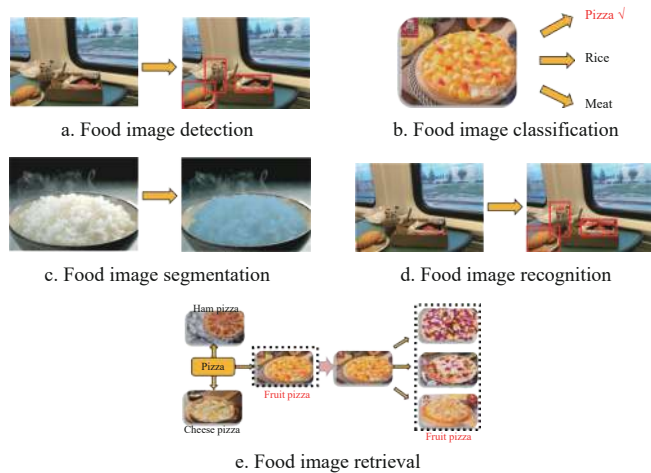 Pizza √
Rice
Meat
a. Food image detection
b. Food image classification
c. Food image segmentation
d. Food image recognition
Ham pizza
Pizza
Fruit pizza
Cheese pizza
Fruit pizza
e. Food image retrieval